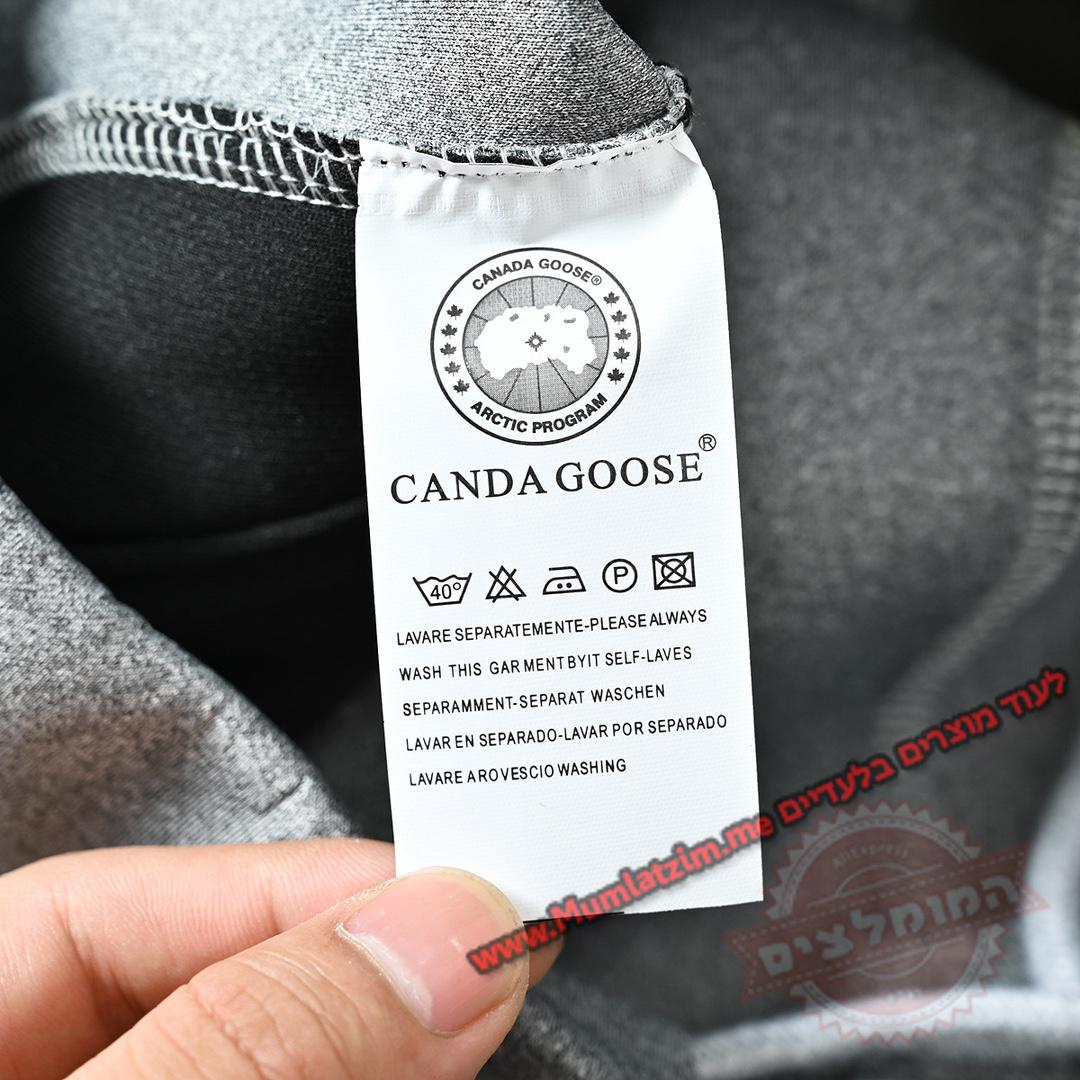 CANADA GOOSE®
ARCTIC PROGRAM
CANDA GOOSE®
40° P
LAVARE SEPARATEMENTE-PLEASE ALWAYS
WASH THIS GAR MENT BYIT SELF-LAVES
SEPARAMMENT-SEPARAT WASCHEN
LAVAR EN SEPARADO-LAVAR POR SEPARADO
LAVARE A ROVESCIO WASHING
לעוד מוצרים בלעדיים www.Mumlatzim.me
AliExpress
המומלצים